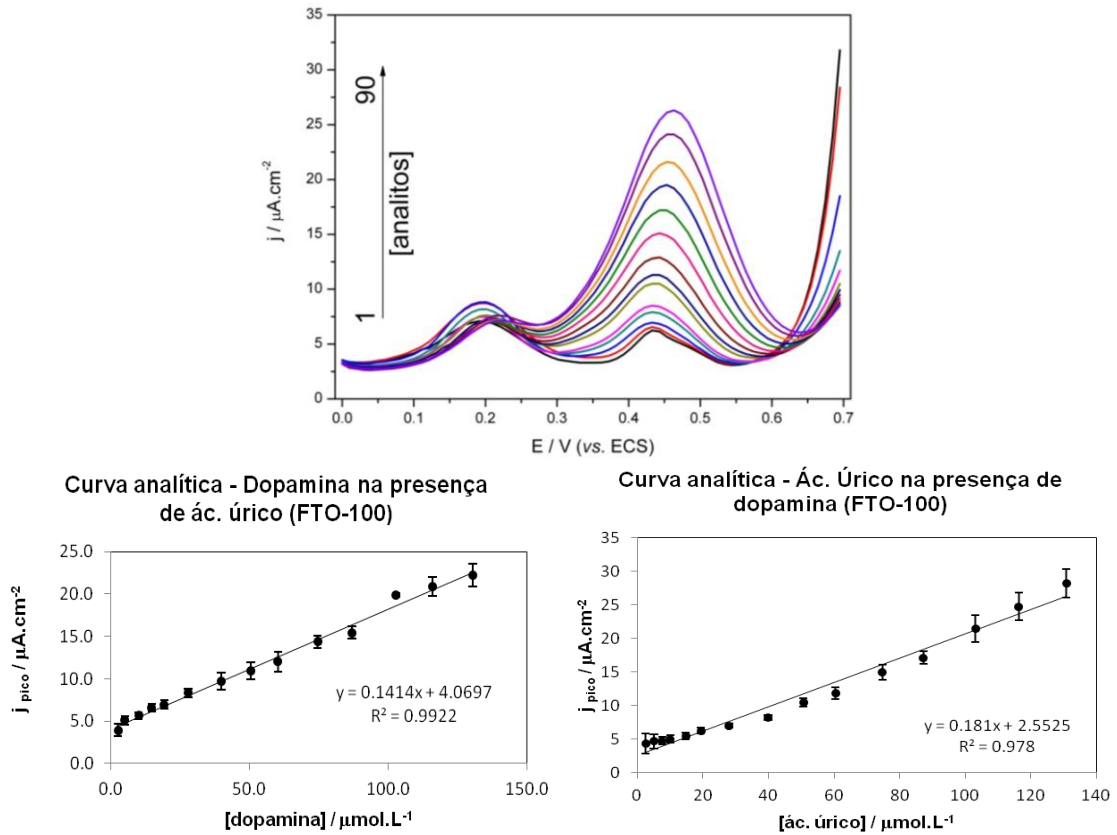 35
30
25
20
15
10
5
0
j / μA.cm⁻²
1 90
[analitos]
0.0 0.1 0.2 0.3 0.4 0.5 0.6 0.7
E / V (vs. ECS)
Curva analítica - Dopamina na presença
de ác. úrico (FTO-100)
25.0
20.0
15.0
10.0
5.0
0.0
j pico / μA.cm⁻²
y = 0.1414x + 4.0697
R² = 0.9922
0.0 50.0 100.0 150.0
[dopamina] / μmol.L⁻¹
Curva analítica - Ác. Úrico na presença de
dopamina (FTO-100)
35
30
25
20
15
10
5
0
j pico / μA.cm⁻²
y = 0.181x + 2.5525
R² = 0.978
0 20 40 60 80 100 120 140
[ác. úrico] / μmol.L⁻¹